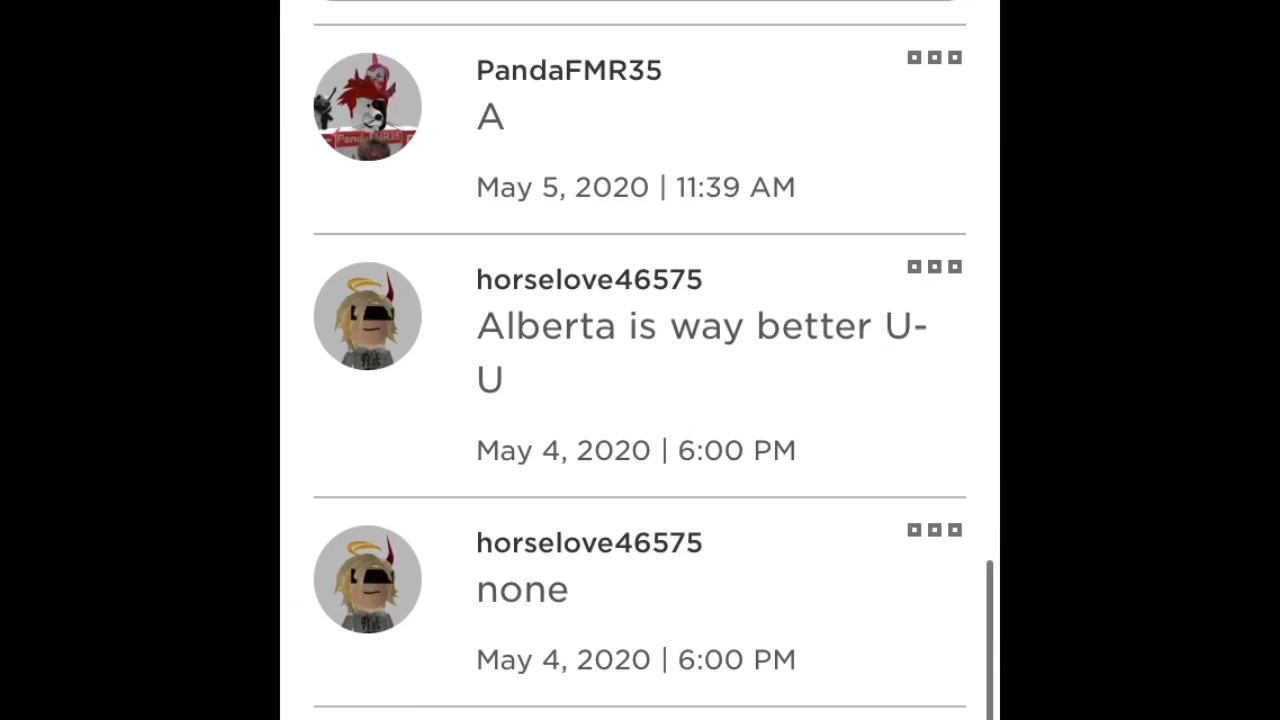 PandaFMR35
A
PandaFMR35
May 5, 2020 | 11:39 AM
horselove46575
Alberta is way better U-
U
May 4, 2020 | 6:00 PM
horselove46575
none
May 4, 2020 | 6:00 PM